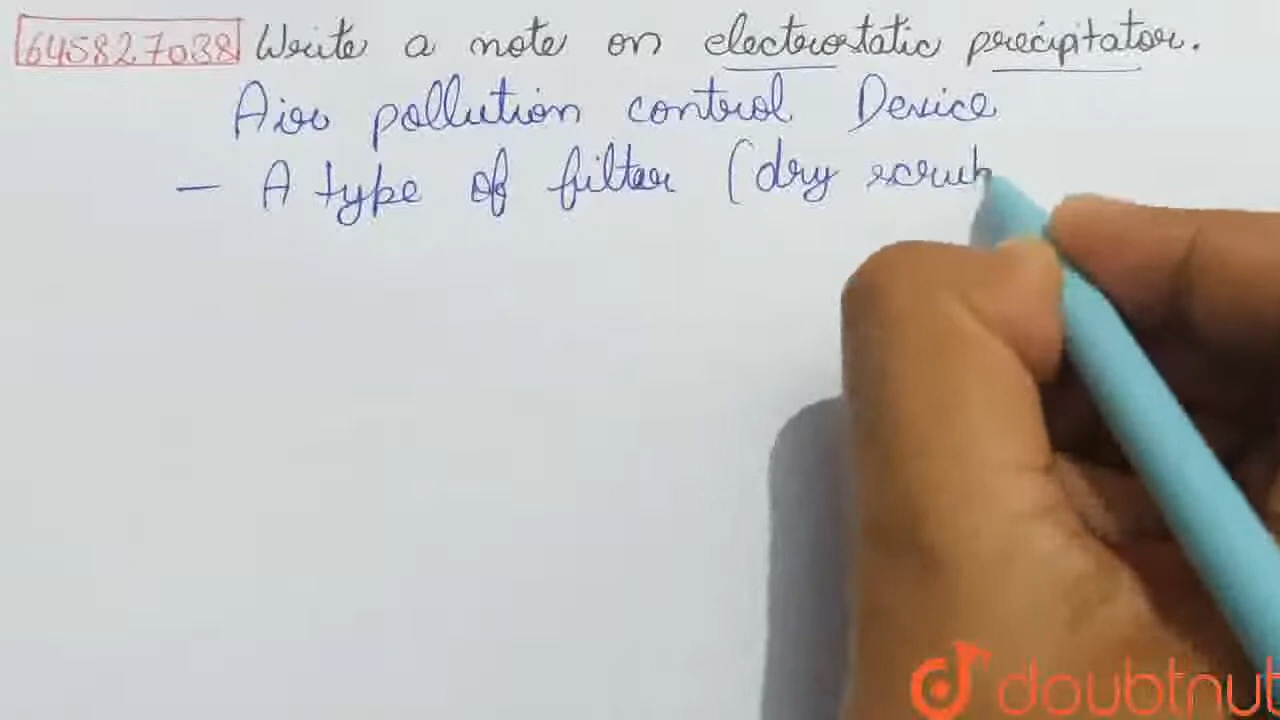 645827038 Write a note on electrostatic precipitator.
Air pollution control Device
— A type of filter (dry scrub
doubtnut